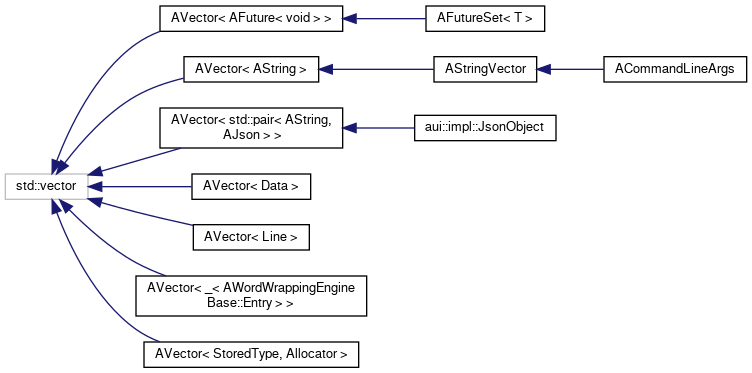 AVector< AFuture< void > >
AFutureSet< T >
AVector< AString >
AStringVector
ACommandLineArgs
AVector< std::pair< AString,
AJson > >
aui::impl::JsonObject
std::vector
AVector< Data >
AVector< Line >
AVector< _< AWordWrappingEngine
Base::Entry > >
AVector< StoredType, Allocator >